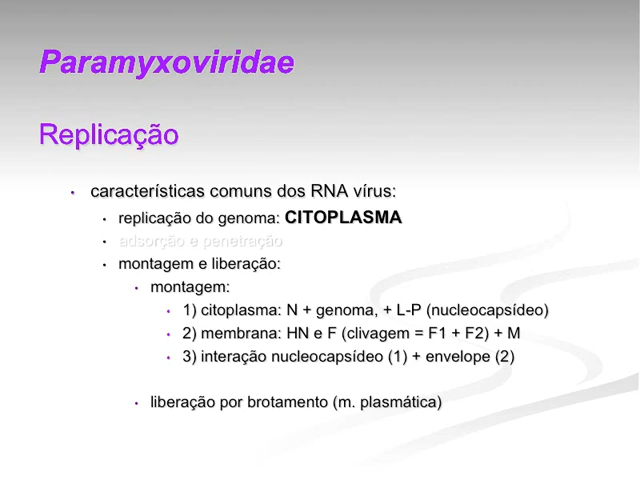 Paramyxoviridae
Replicação
• características comuns dos RNA vírus:
• replicação do genoma: CITOPLASMA
• adsorção e penetração
• montagem e liberação:
• montagem:
• 1) citoplasma: N + genoma, + L-P (nucleocapsídeo)
• 2) membrana: HN e F (clivagem = F1 + F2) + M
• 3) interação nucleocapsídeo (1) + envelope (2)
• liberação por brotamento (m. plasmática)